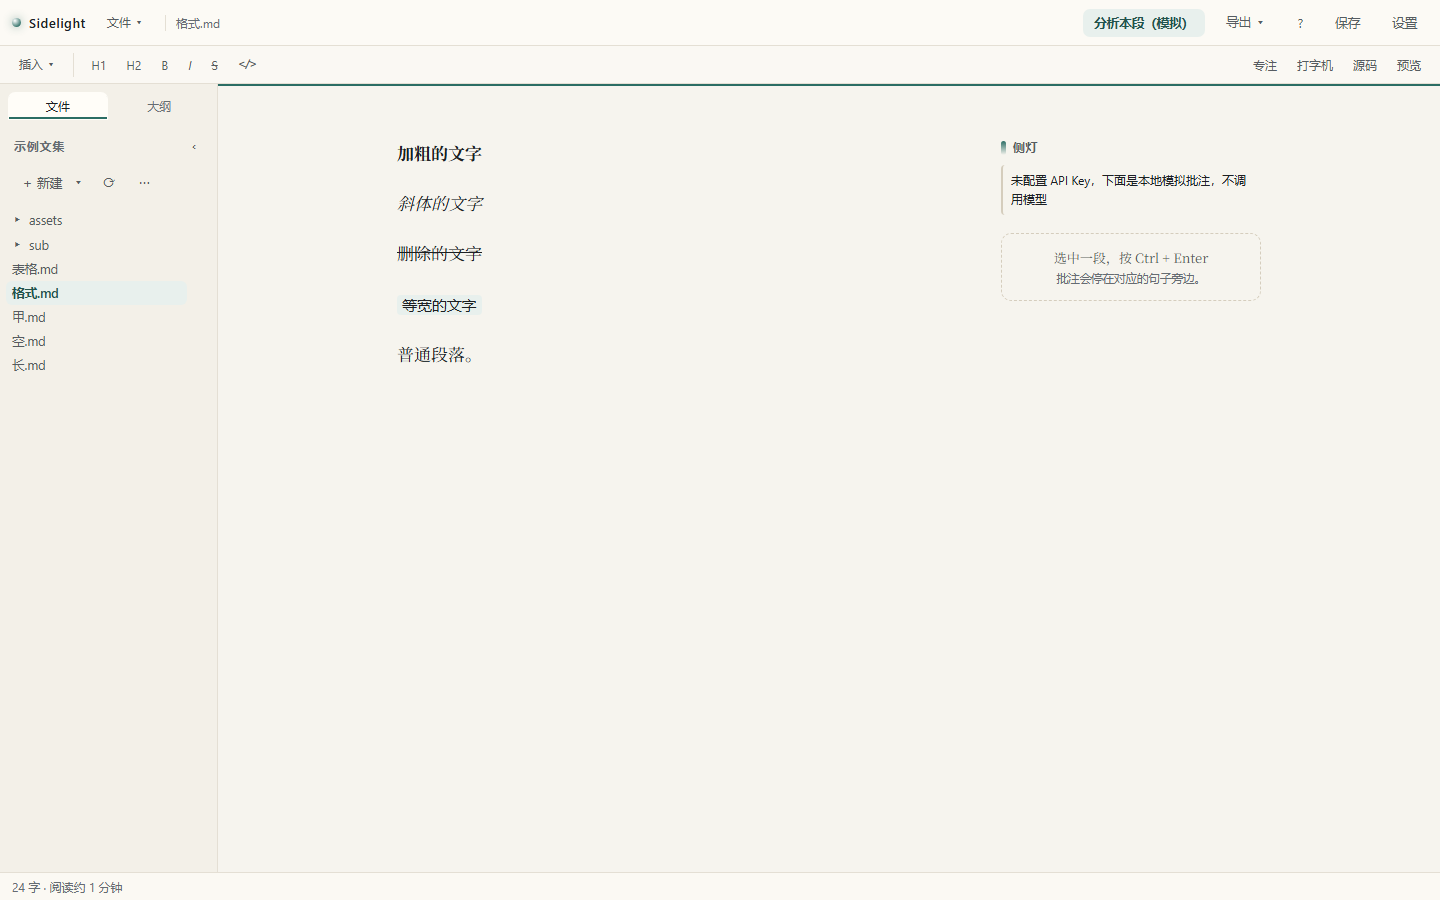 Sidelight 文件 格式.md 分析本段（模拟） 导出 ? 保存 设置
插入 H1 H2 B I S </> 专注 打字机 源码 预览
文件 大纲
示例文集
+ 新建 ···
assets
sub
表格.md
格式.md
甲.md
空.md
长.md
加粗的文字
斜体的文字
删除的文字
等宽的文字
普通段落。
侧灯
未配置 API Key，下面是本地模拟批注，不调
用模型
选中一段，按 Ctrl + Enter
批注会停在对应的句子旁边。
24 字 · 阅读约 1 分钟